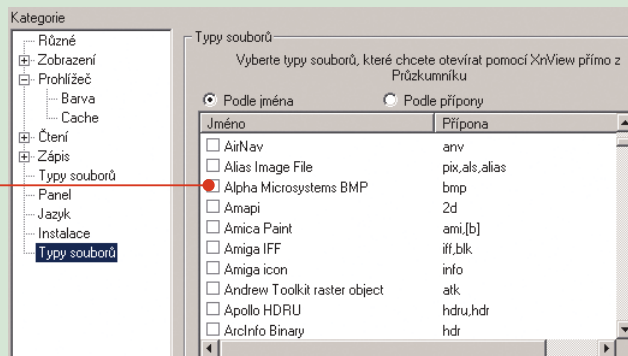 Kategorie
Různé
Zobrazení
Prohlížeč
Barva
Cache
Čtení
Zápis
Typy souborů
Panel
Jazyk
Instalace
Typy souborů
Typy souborů
Vyberte typy souborů, které chcete otevírat pomocí XnView přímo z
Průzkumníku
Podle jména Podle přípony
Jméno Přípona
AirNav anv
Alias Image File pix,als,alias
Alpha Microsystems BMP bmp
Amapi 2d
Amica Paint ami,[b]
Amiga IFF iff,blk
Amiga icon info
Andrew Toolkit raster object atk
Apollo HDRU hdru,hdr
ArcInfo Binary hdr